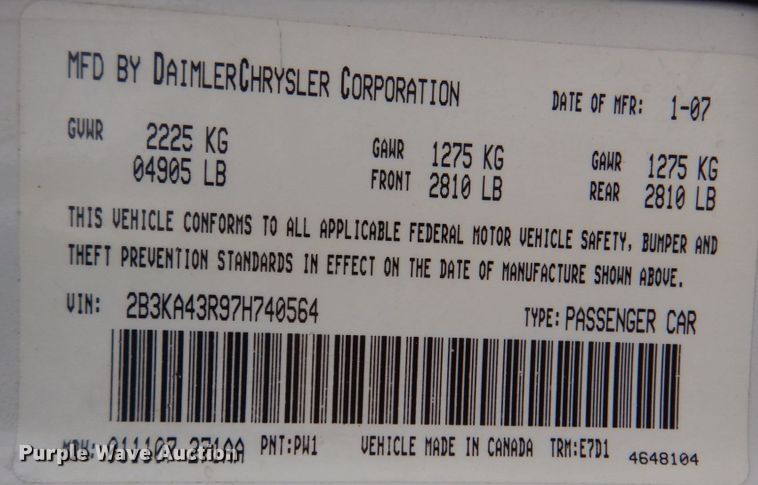 MFD BY DAIMLERCHRYSLER CORPORATION
DATE OF MFR: 1-07
GVWR 2225 KG
04905 LB
GAWR FRONT 1275 KG
2810 LB
GAWR REAR 1275 KG
2810 LB
THIS VEHICLE CONFORMS TO ALL APPLICABLE FEDERAL MOTOR VEHICLE SAFETY, BUMPER AND
THEFT PREVENTION STANDARDS IN EFFECT ON THE DATE OF MANUFACTURE SHOWN ABOVE.
VIN: 2B3KA43R97H740564 TYPE: PASSENGER CAR
MDH: 011107 271AA PNT:PW1 VEHICLE MADE IN CANADA TRM:E7D1 4648104
Purple Wave Auction